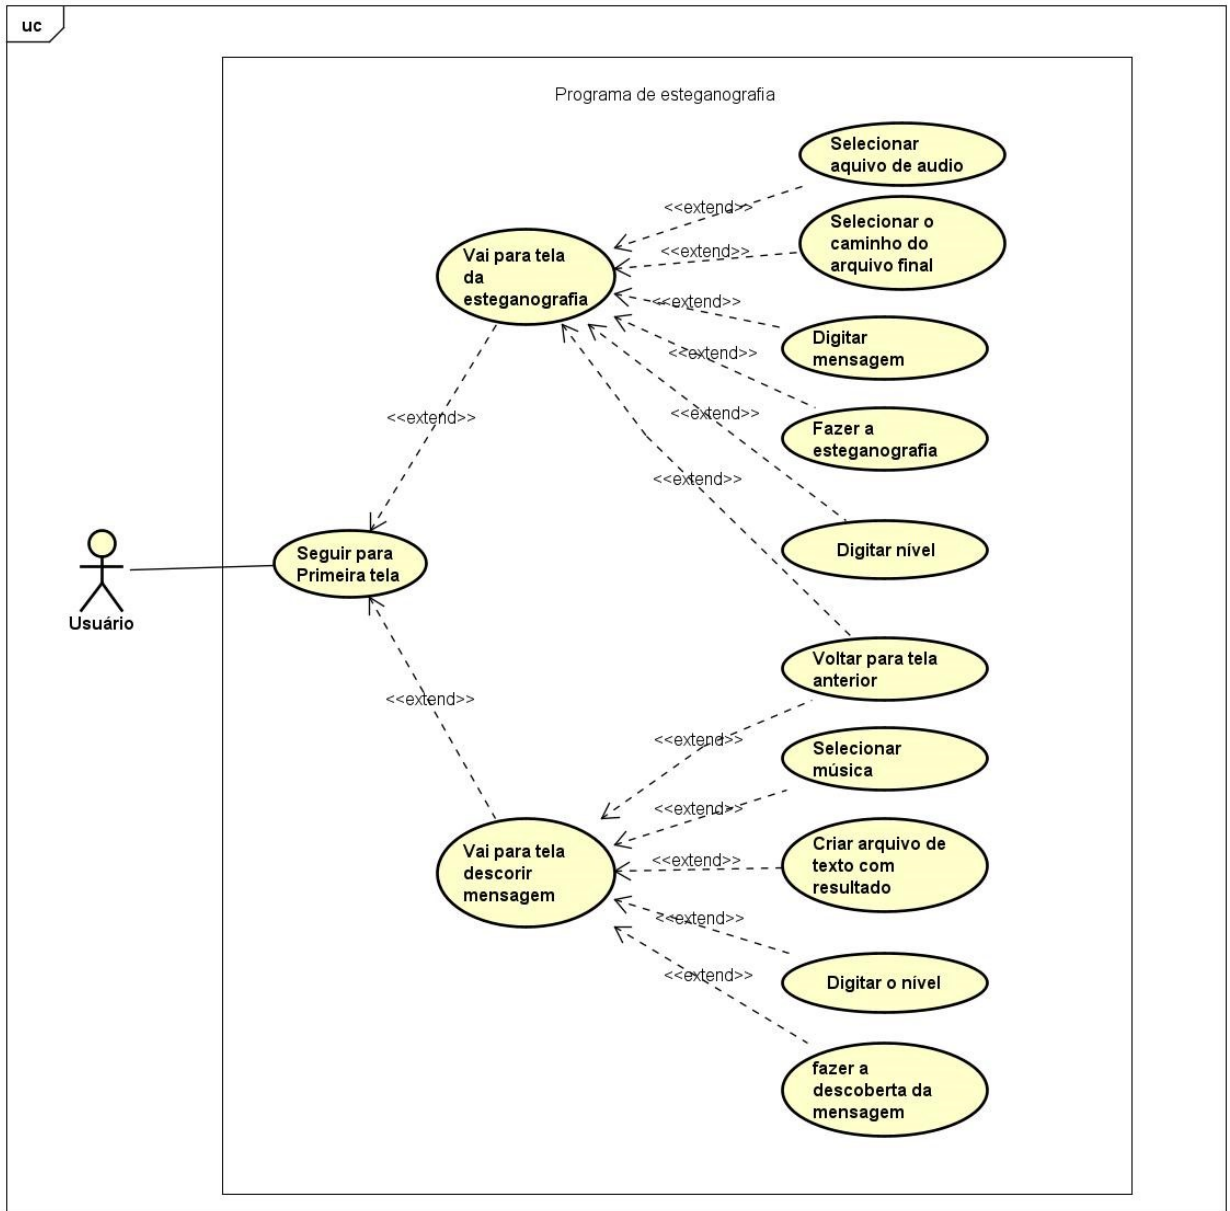 uc
Programa de esteganografia
Selecionar
aquivo de audio
<<extend>>
Selecionar o
caminho do
arquivo final
<<extend>>
Vai para tela
da
esteganografia
<<extend>>
Digitar
mensagem
<<extend>>
<<extend>>
<<extend>>
Fazer a
esteganografia
<<extend>>
Digitar nível
Seguir para
Primeira tela
Usuário
Voltar para tela
anterior
<<extend>>
<<extend>>
Selecionar
música
<<extend>>
Vai para tela
descorir
mensagem
<<extend>>
Criar arquivo de
texto com
resultado
<<extend>>
<<extend>>
Digitar o nível
fazer a
descoberta da
mensagem